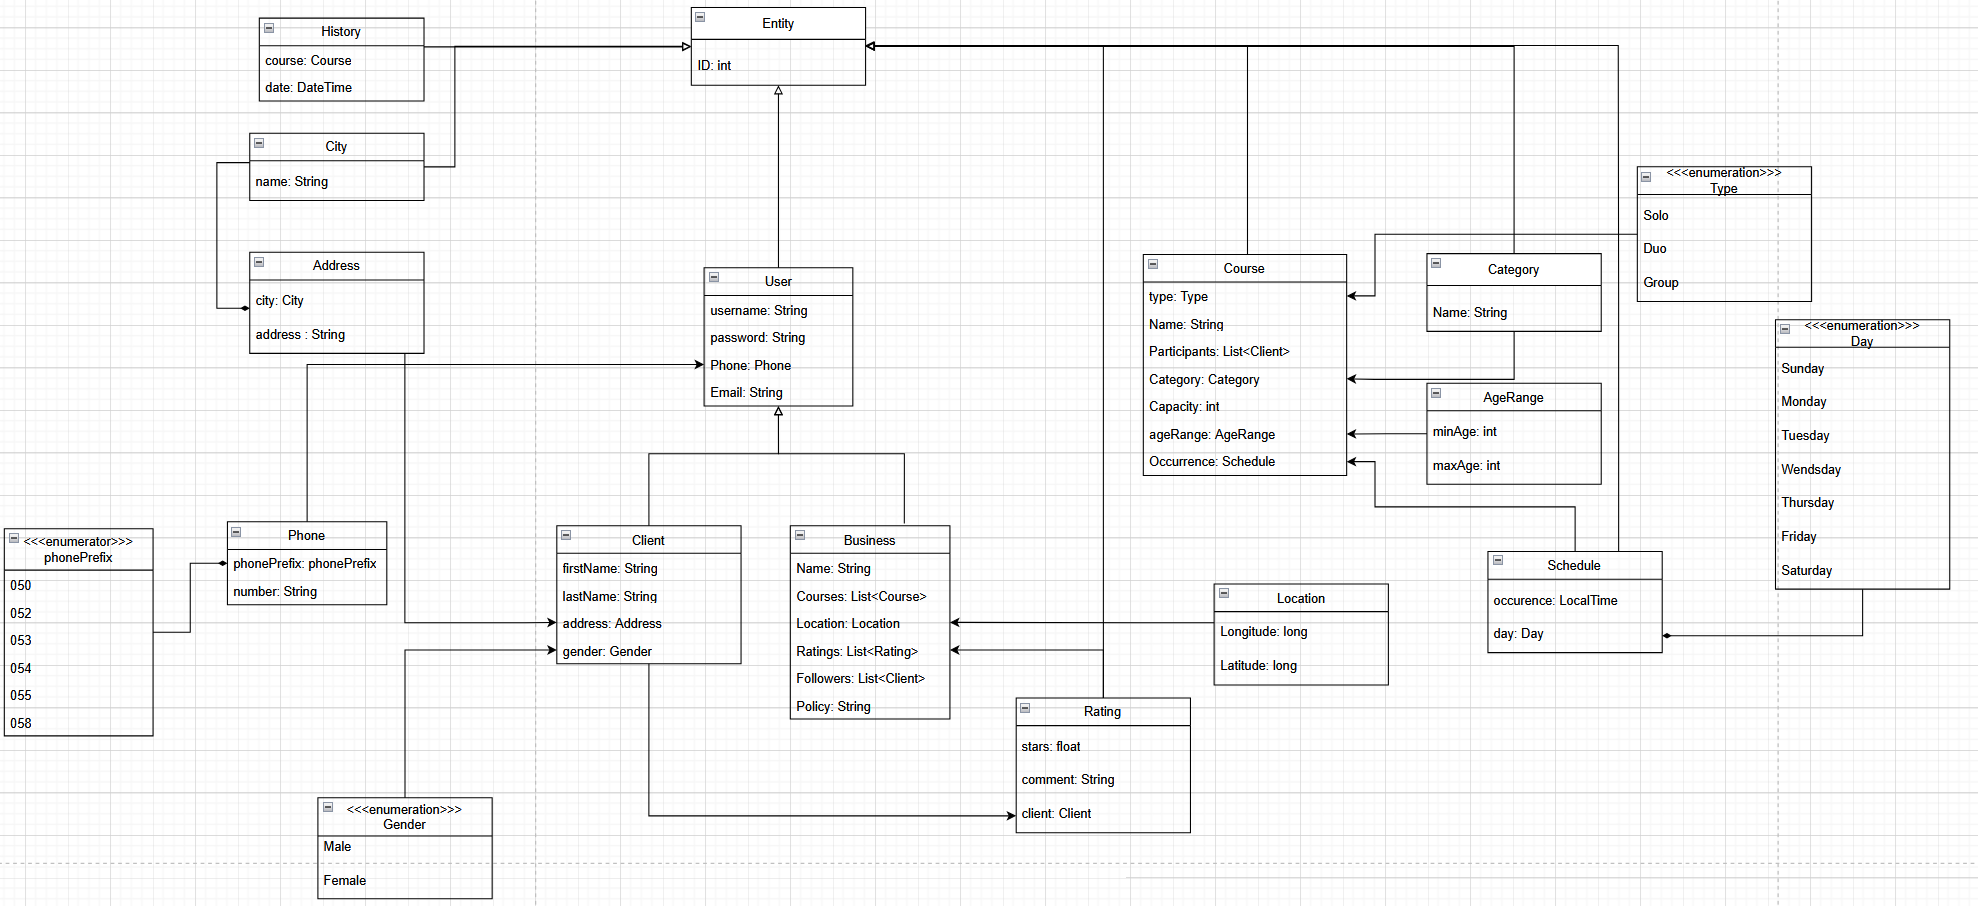 History
course: Course
date: DateTime
Entity
ID: int
City
name: String
Address
city: City
address : String
User
username: String
password: String
Phone: Phone
Email: String
Course
type: Type
Name: String
Participants: List<Client>
Category: Category
Capacity: int
ageRange: AgeRange
Occurrence: Schedule
Category
Name: String
<<<enumeration>>>
Type
Solo
Duo
Group
AgeRange
minAge: int
maxAge: int
<<<enumeration>>>
Day
Sunday
Monday
Tuesday
Wendsday
Thursday
Friday
Saturday
<<<enumerator>>>
phonePrefix
050
052
053
054
055
058
Phone
phonePrefix: phonePrefix
number: String
Client
firstName: String
lastName: String
address: Address
gender: Gender
Business
Name: String
Courses: List<Course>
Location: Location
Ratings: List<Rating>
Followers: List<Client>
Policy: String
Location
Longitude: long
Latitude: long
Schedule
occurence: LocalTime
day: Day
Rating
stars: float
comment: String
client: Client
<<<enumeration>>>
Gender
Male
Female